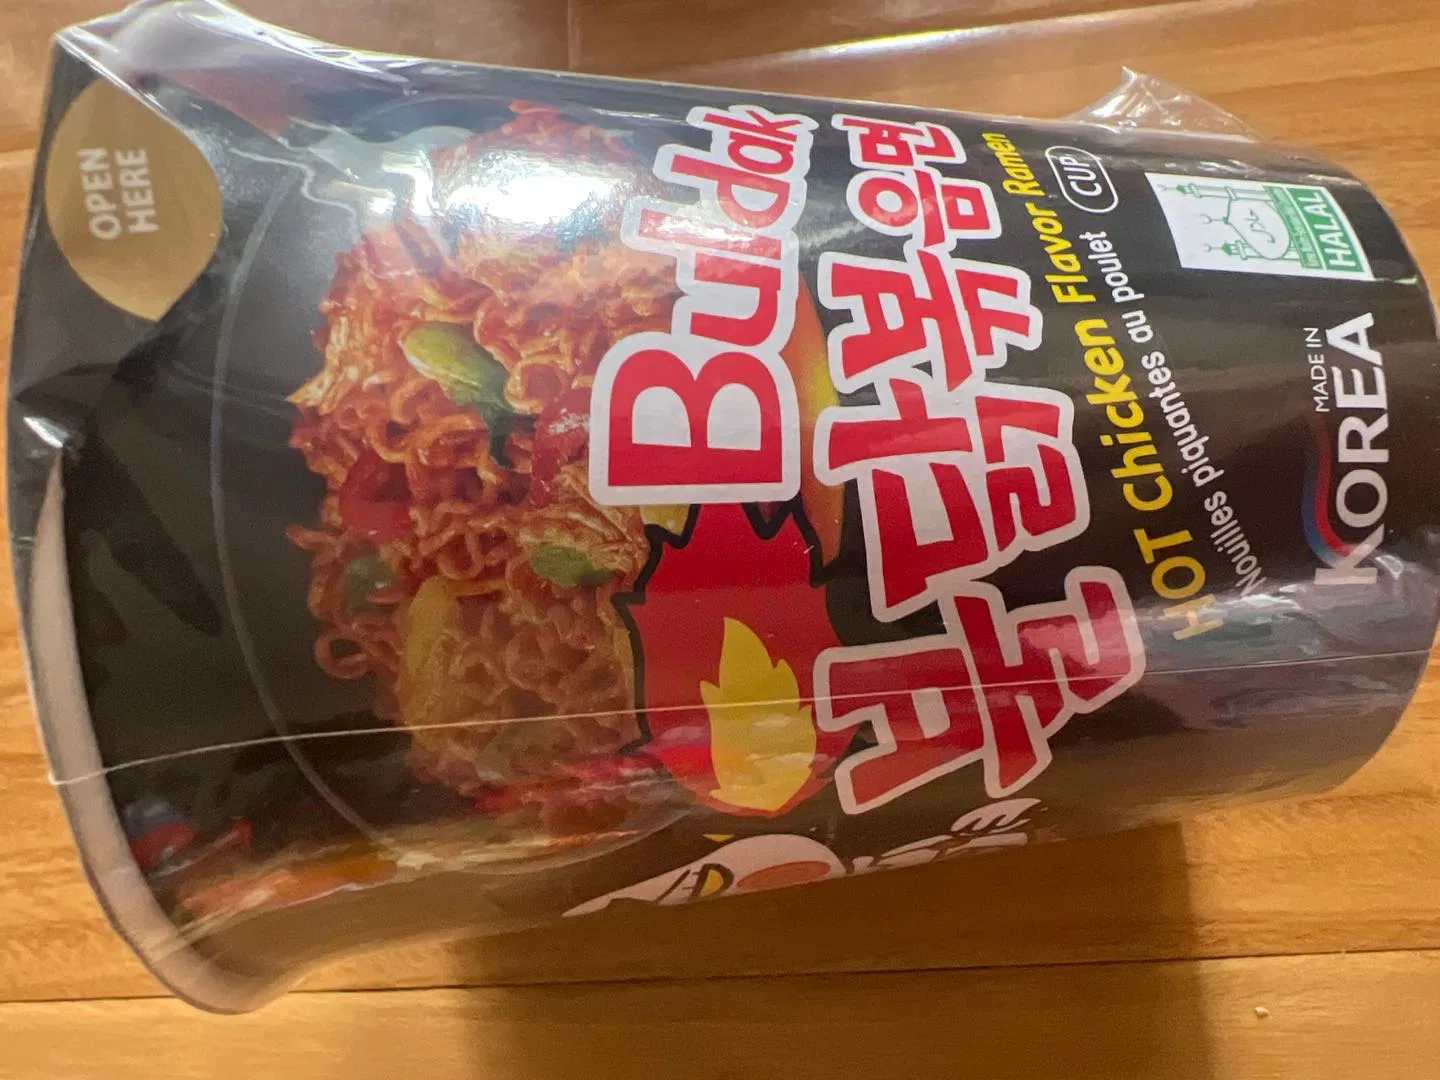 OPEN
HERE
Buldak
불닭볶음면
HOT Chicken Flavor Ramen
Nouilles piquantes au poulet
CUP
HALAL
MADE IN
KOREA